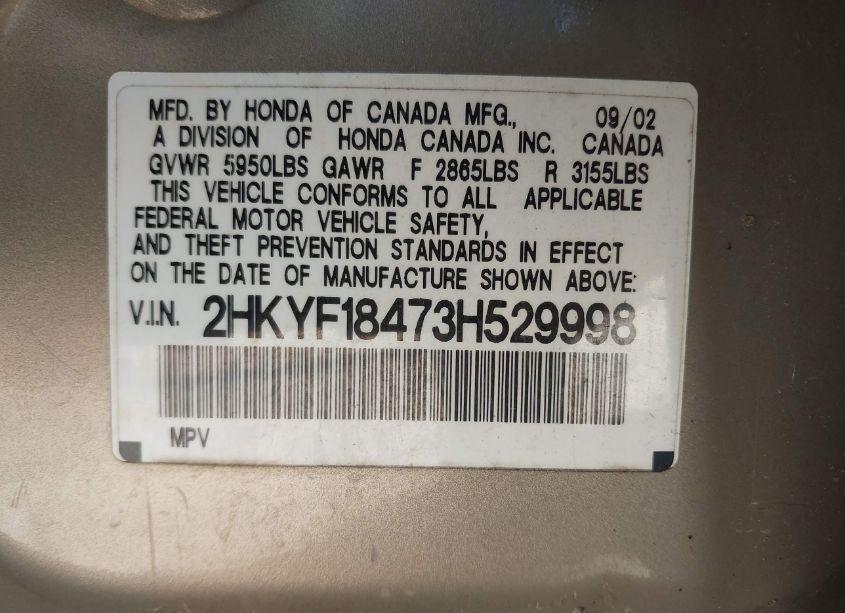 MFD. BY HONDA OF CANADA MFG., 09/02
A DIVISION OF HONDA CANADA INC. CANADA
GVWR 5950LBS GAWR F 2865LBS R 3155LBS
THIS VEHICLE CONFORMS TO ALL APPLICABLE
FEDERAL MOTOR VEHICLE SAFETY,
AND THEFT PREVENTION STANDARDS IN EFFECT
ON THE DATE OF MANUFACTURE SHOWN ABOVE:
V.I.N. 2HKYF18473H529998
MPV